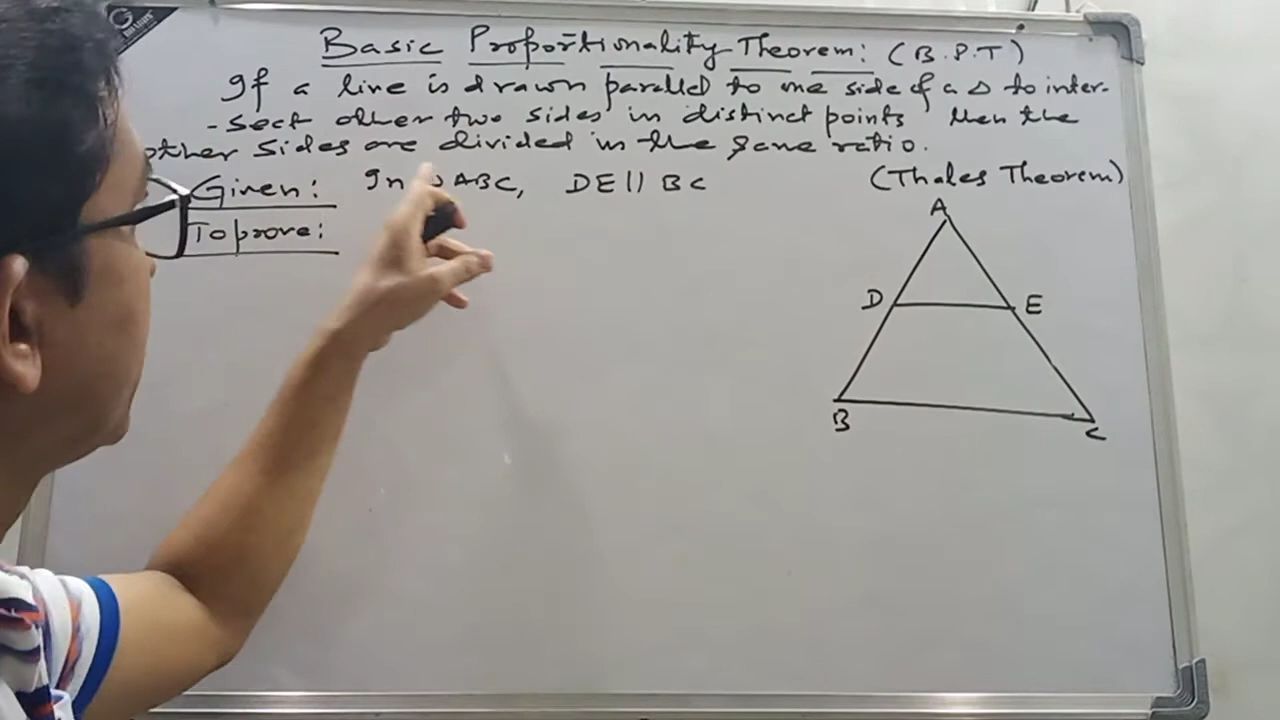 Basic Proportionality Theorem: (B.P.T)
If a line is drawn parallel to one side of a Δ to inter-
-sect other two sides in distinct points then the
other sides are divided in the same ratio.
Given: In ABC, DE || BC
(Thales Theorem)
To prove:
A
D E
B
C